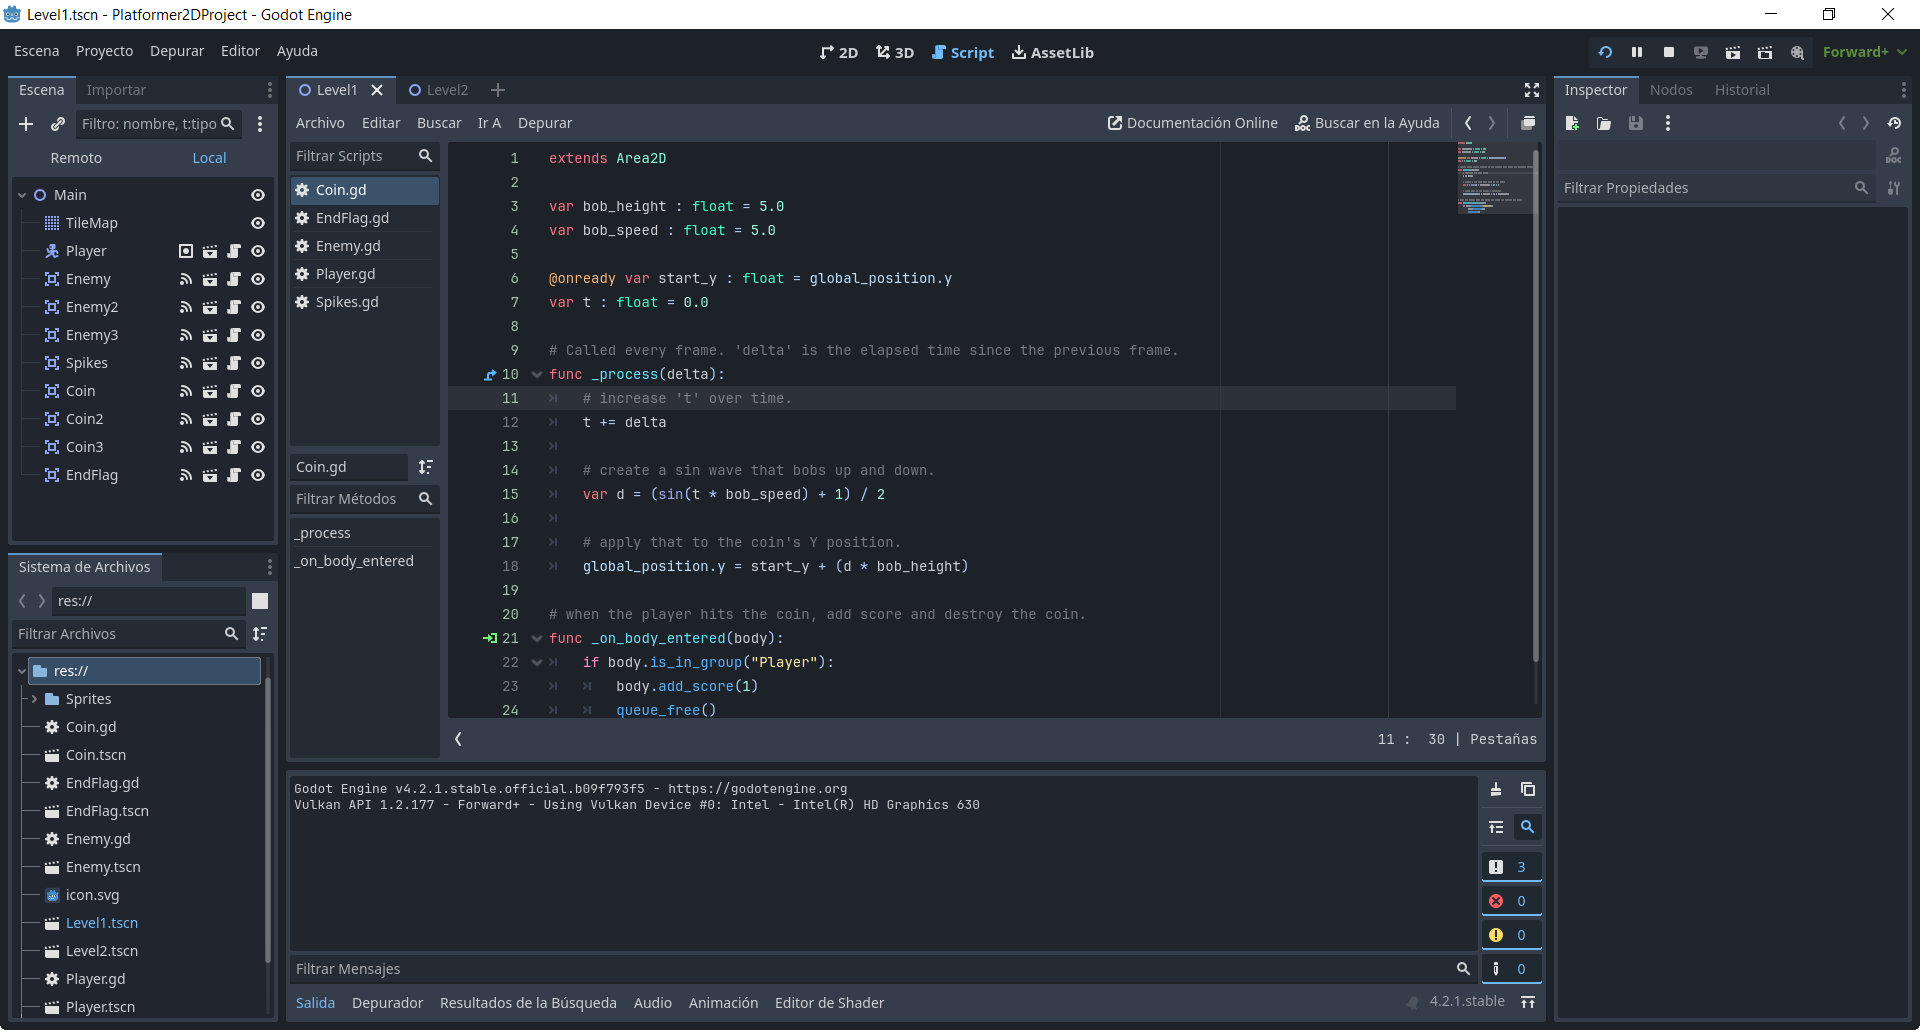 Level1.tscn - Platformer2DProject - Godot Engine
Escena Proyecto Depurar Editor Ayuda
2D 3D Script AssetLib
Forward+
Escena Importar
Filtro: nombre, t:tipo
Remoto Local
Main
TileMap
Player
Enemy
Enemy2
Enemy3
Spikes
Coin
Coin2
Coin3
EndFlag
Sistema de Archivos
res://
Filtrar Archivos
res://
Sprites
Coin.gd
Coin.tscn
EndFlag.gd
EndFlag.tscn
Enemy.gd
Enemy.tscn
icon.svg
Level1.tscn
Level2.tscn
Player.gd
Player.tscn
Level1 Level2
Archivo Editar Buscar Ir A Depurar
Documentación Online Buscar en la Ayuda
Filtrar Scripts
Coin.gd
EndFlag.gd
Enemy.gd
Player.gd
Spikes.gd
Coin.gd
Filtrar Métodos
_process
_on_body_entered
1 extends Area2D
2
3 var bob_height : float = 5.0
4 var bob_speed : float = 5.0
5
6 @onready var start_y : float = global_position.y
7 var t : float = 0.0
8
9 # Called every frame. 'delta' is the elapsed time since the previous frame.
10 func _process(delta):
11 # increase 't' over time.
12 t += delta
13
14 # create a sin wave that bobs up and down.
15 var d = (sin(t * bob_speed) + 1) / 2
16
17 # apply that to the coin's Y position.
18 global_position.y = start_y + (d * bob_height)
19
20 # when the player hits the coin, add score and destroy the coin.
21 func _on_body_entered(body):
22 if body.is_in_group("Player"):
23 body.add_score(1)
24 queue_free()
11 : 30 | Pestañas
Godot Engine v4.2.1.stable.official.b09f793f5 - https://godotengine.org
Vulkan API 1.2.177 - Forward+ - Using Vulkan Device #0: Intel - Intel(R) HD Graphics 630
3
0
0
0
Filtrar Mensajes
Salida Depurador Resultados de la Búsqueda Audio Animación Editor de Shader
4.2.1.stable
Inspector Nodos Historial
DOC
Filtrar Propiedades